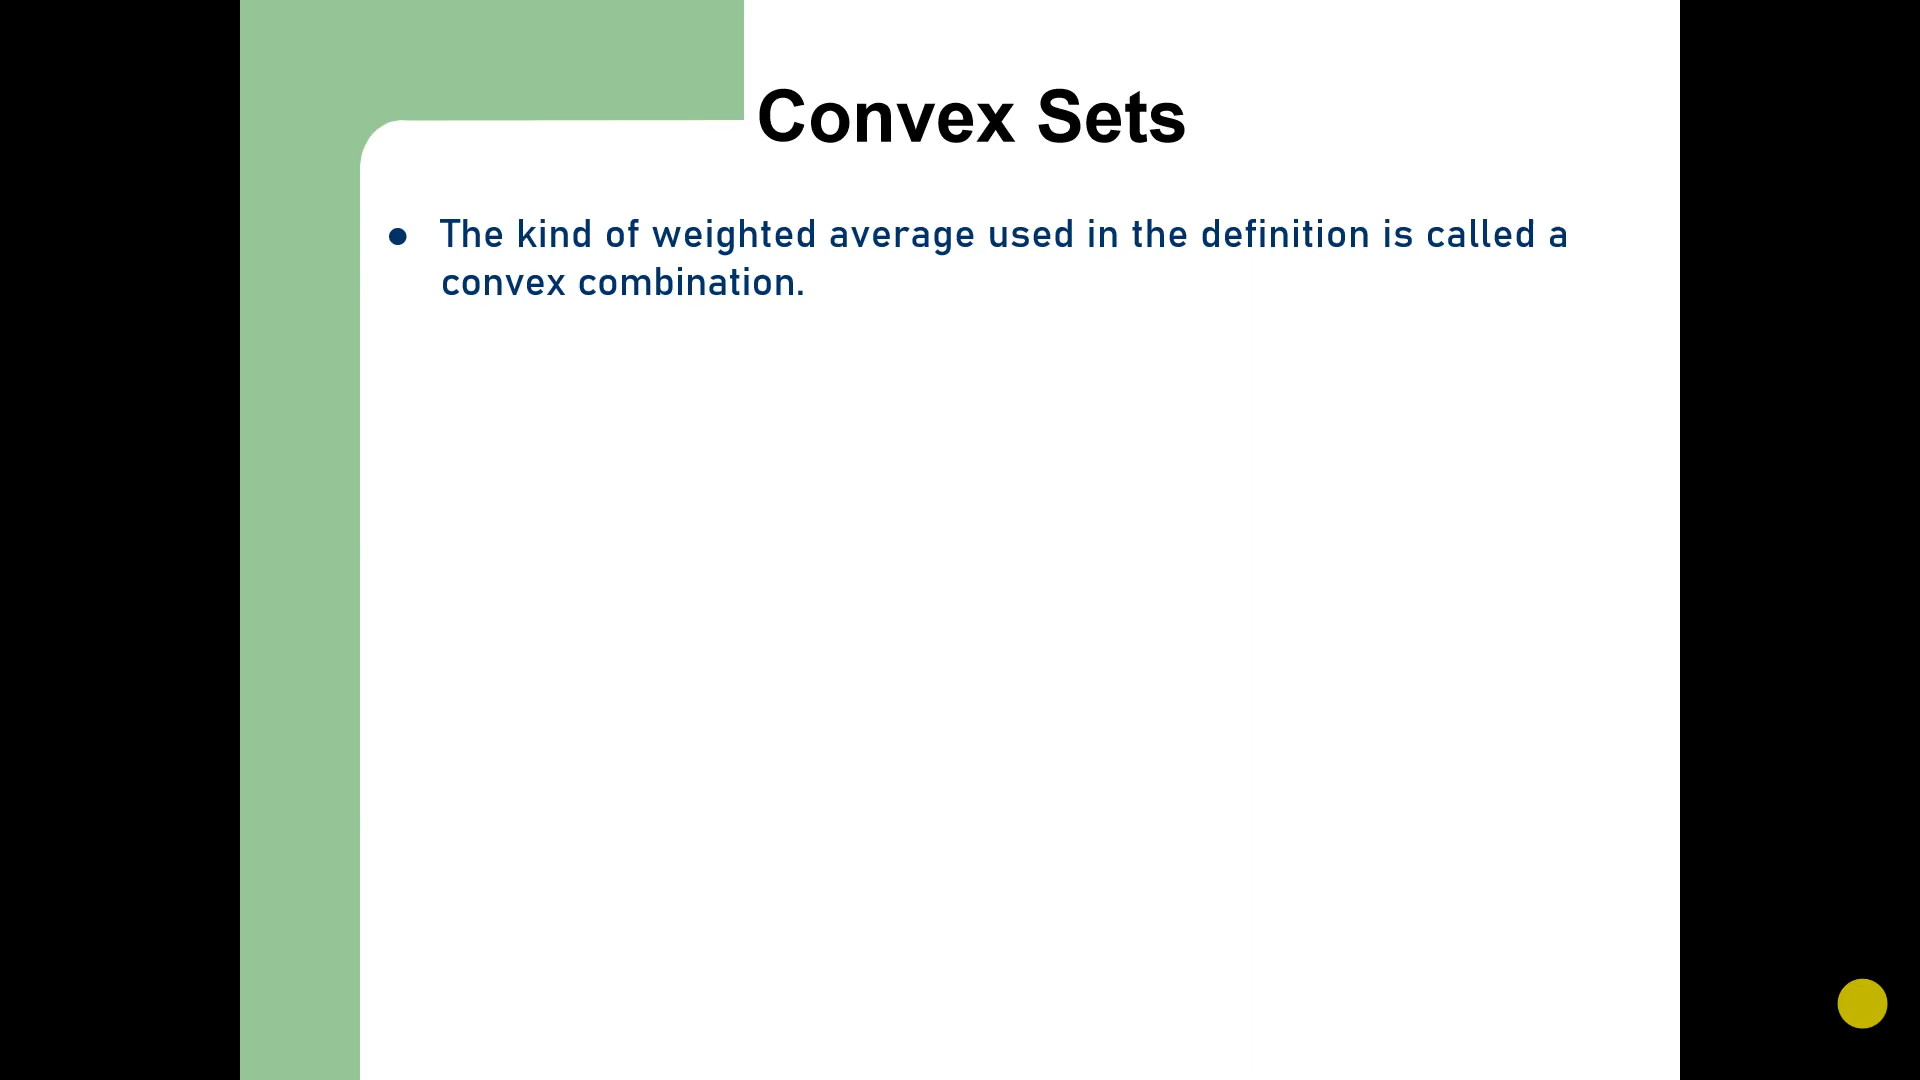 Convex Sets
● The kind of weighted average used in the definition is called a
convex combination.